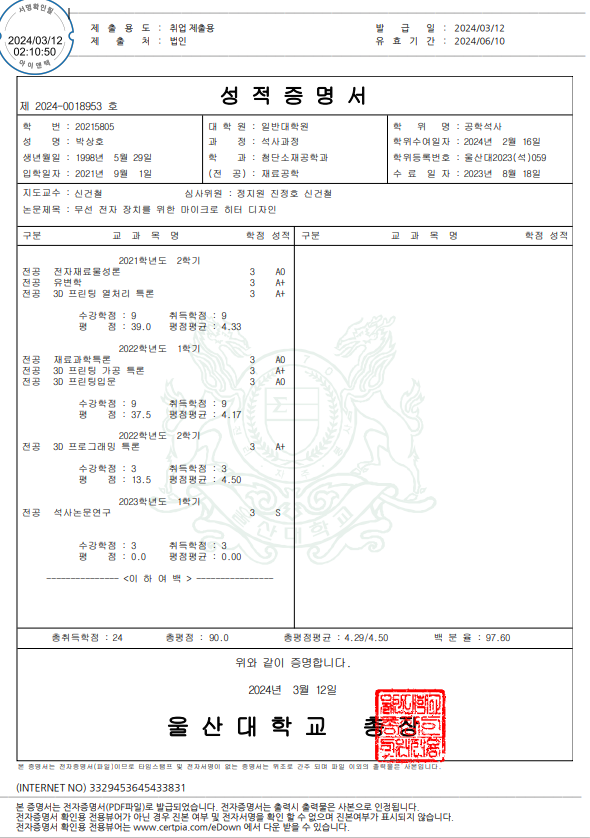 서명확인필
2024/03/12
02:10:50
아이앤텍
제 출 용 도 : 취업 제출용
발 급 일 : 2024/03/12
제 출 처 : 법인
유 효 기 간 : 2024/06/10
성적증명서
제 2024-0018953 호
학 번 : 20215805
대 학 원 : 일반대학원
학 위 명 : 공학석사
성 명 : 박상호
과 정 : 석사과정
학위수여일자 : 2024년 2월 16일
생년월일 : 1998년 5월 29일
학 과 : 첨단소재공학과
학위등록번호 : 울산대2023(석)059
입학일자 : 2021년 9월 1일
(전 공) : 재료공학
수 료 일 자 : 2023년 8월 18일
지도교수 : 신건철 심사위원 : 정지원 진정호 신건철
논문제목 : 무선 전자 장치를 위한 마이크로 히터 디자인
구분 교 과 목 명 학점 성적 구분 교 과 목 명 학점 성적
2021학년도 2학기
전공 전자재료물성론 3 A0
전공 유변학 3 A+
전공 3D 프린팅 열처리 특론 3 A+
수강학점 : 9 취득학점 : 9
평 점 : 39.0 평점평균 : 4.33
2022학년도 1학기
전공 재료과학특론 3 A0
전공 3D 프린팅 가공 특론 3 A+
전공 3D 프린팅입문 3 A0
수강학점 : 9 취득학점 : 9
평 점 : 37.5 평점평균 : 4.17
2022학년도 2학기
전공 3D 프로그래밍 특론 3 A+
수강학점 : 3 취득학점 : 3
평 점 : 13.5 평점평균 : 4.50
2023학년도 1학기
전공 석사논문연구 3 S
수강학점 : 3 취득학점 : 3
평 점 : 0.0 평점평균 : 0.00
--------------- <이 하 여 백 > ----------------
울산대학교
총취득학점 : 24 총평점 : 90.0 총평점평균 : 4.29/4.50 백 분 율 : 97.60
위와 같이 증명합니다.
2024년 3월 12일
울 산 대 학 교 총 장
본 증명서는 전자증명서(파일)이므로 타임스탬프 및 전자서명이 없는 증명서는 위조로 간주 되며 파일 이외의 출력물은 사본입니다.
(INTERNET NO) 3329453645433831
본 증명서는 전자증명서(PDF파일)로 발급되었습니다. 전자증명서는 출력시 출력물은 사본으로 인정됩니다.
전자증명서 확인용 전용뷰어가 아닌 경우 진본 여부 및 전자서명을 확인 할 수 없으며 진본여부가 표시되지 않습니다.
전자증명서 확인용 전용뷰어는 www.certpia.com/eDown 에서 다운 받을 수 있습니다.